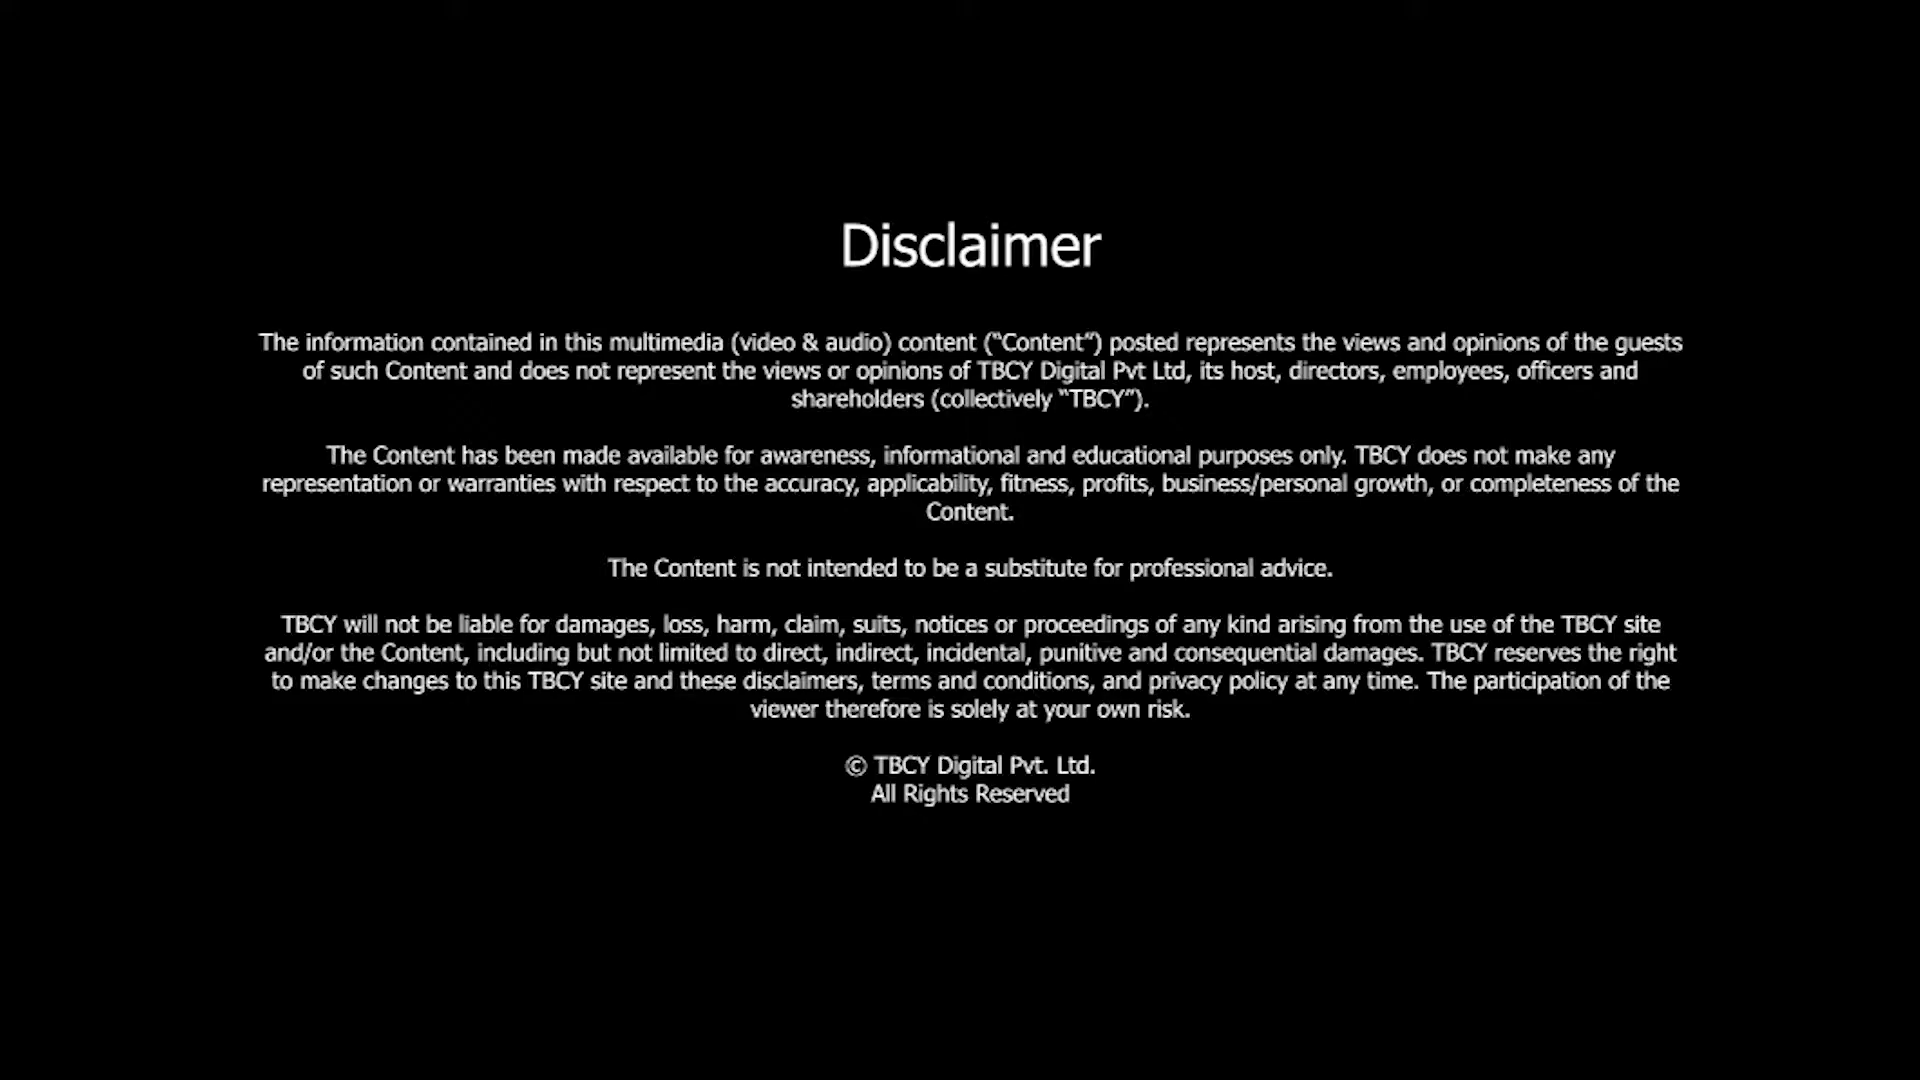 Disclaimer
The information contained in this multimedia (video & audio) content (“Content”) posted represents the views and opinions of the guests
of such Content and does not represent the views or opinions of TBCY Digital Pvt Ltd, its host, directors, employees, officers and
shareholders (collectively “TBCY”).
The Content has been made available for awareness, informational and educational purposes only. TBCY does not make any
representation or warranties with respect to the accuracy, applicability, fitness, profits, business/personal growth, or completeness of the
Content.
The Content is not intended to be a substitute for professional advice.
TBCY will not be liable for damages, loss, harm, claim, suits, notices or proceedings of any kind arising from the use of the TBCY site
and/or the Content, including but not limited to direct, indirect, incidental, punitive and consequential damages. TBCY reserves the right
to make changes to this TBCY site and these disclaimers, terms and conditions, and privacy policy at any time. The participation of the
viewer therefore is solely at your own risk.
© TBCY Digital Pvt. Ltd.
All Rights Reserved